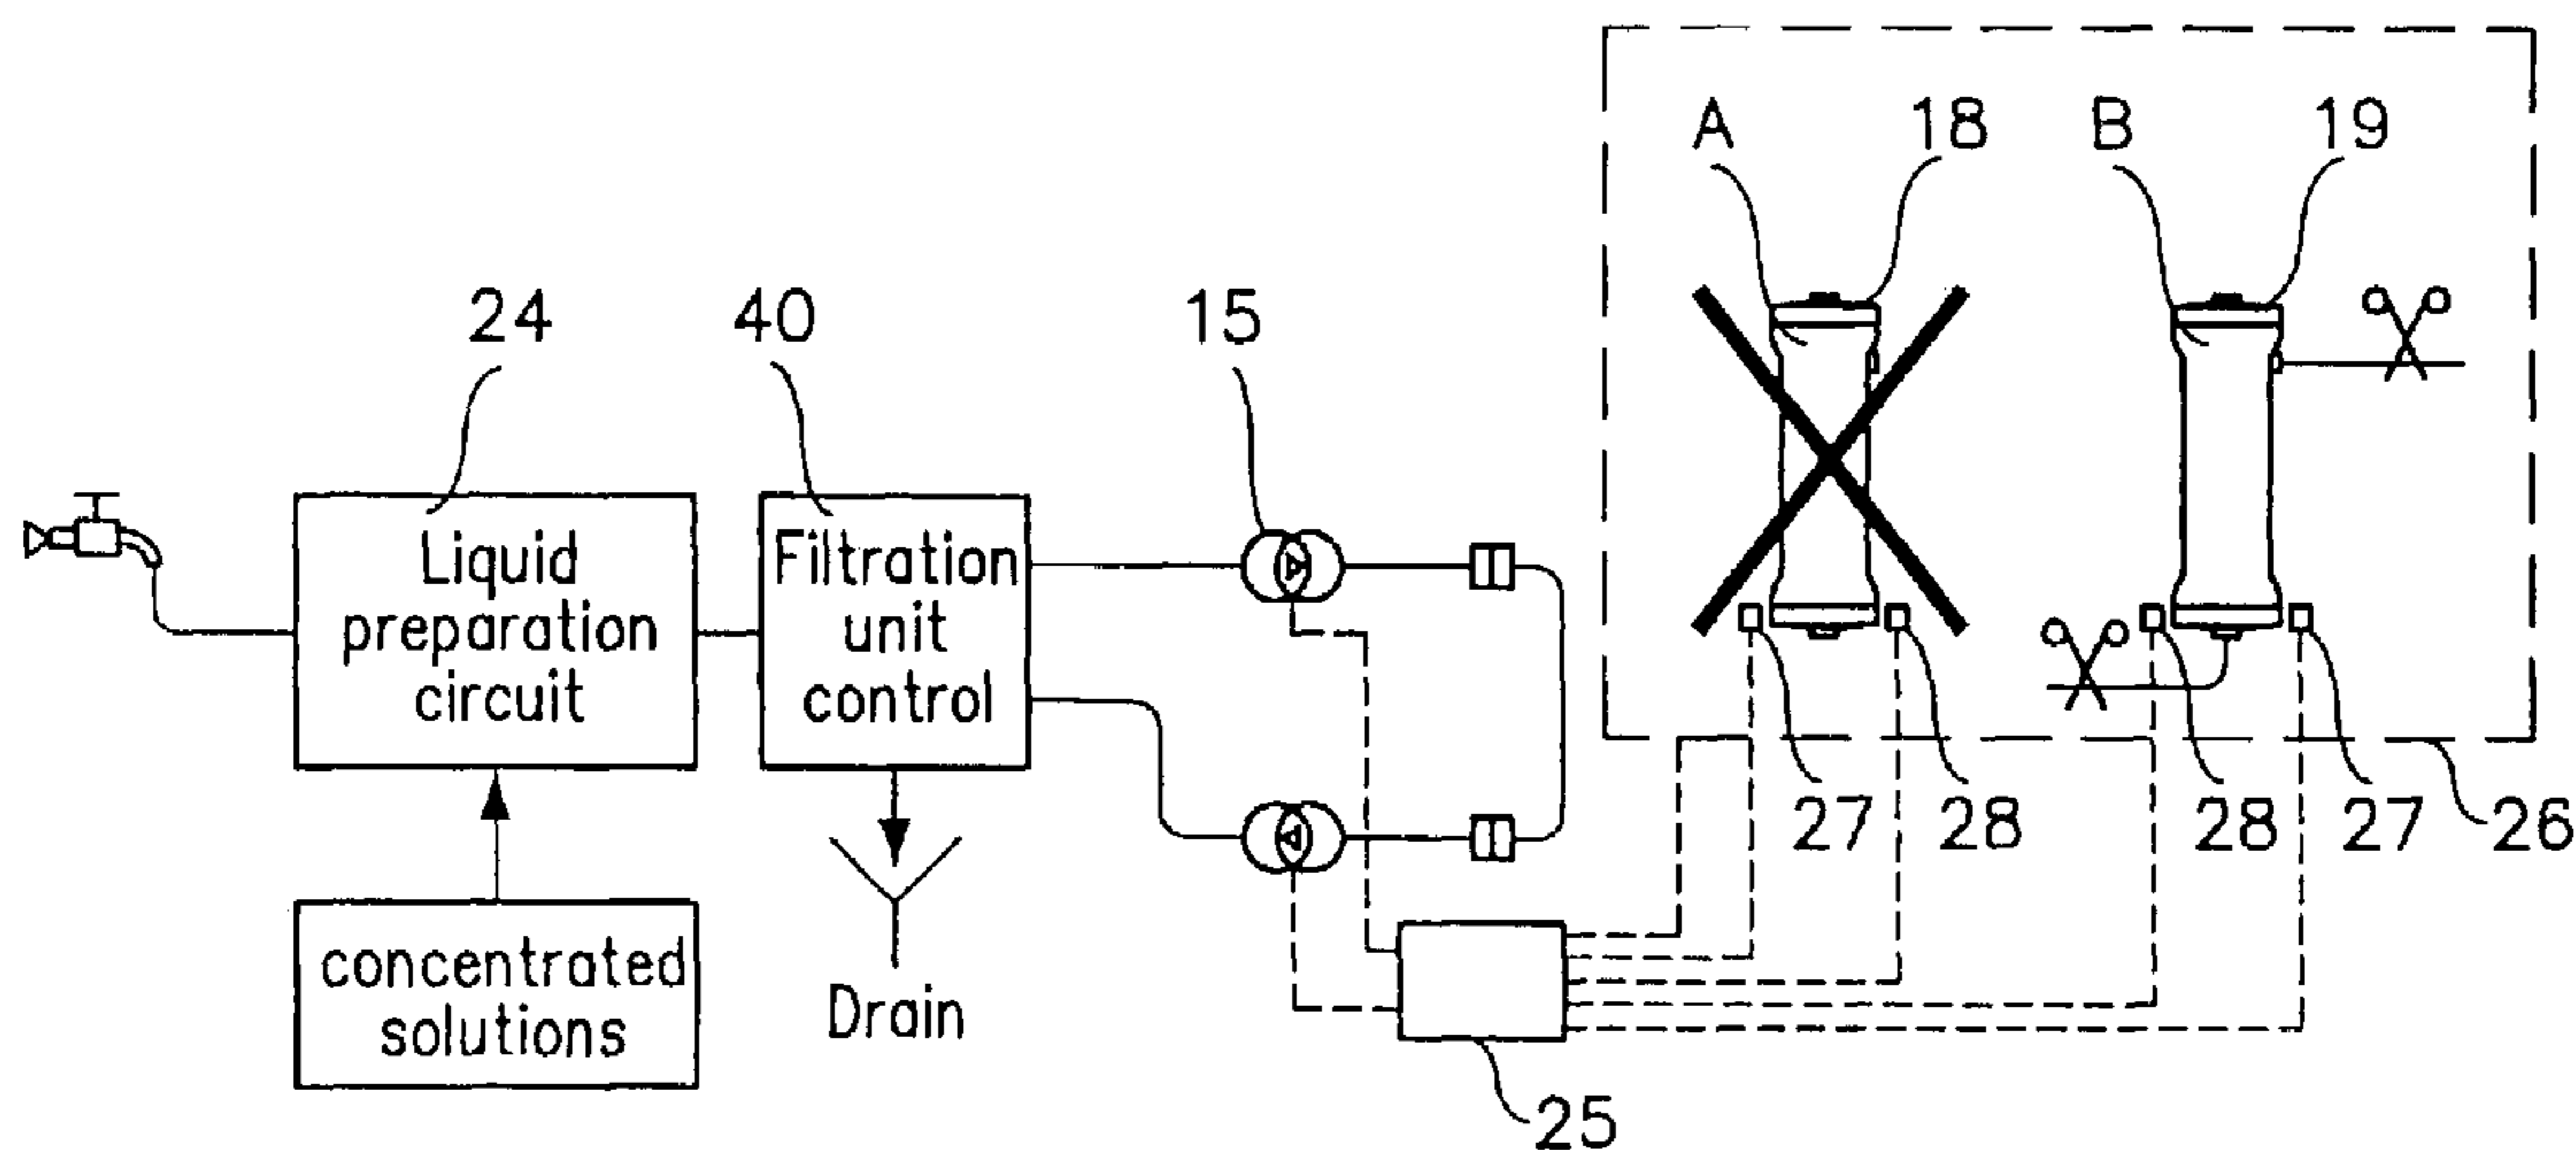 A
18
B
19
24
40
15
Liquid
preparation
circuit
Filtration
unit
control
27
28
28
27
26
concentrated
solutions
Drain
25